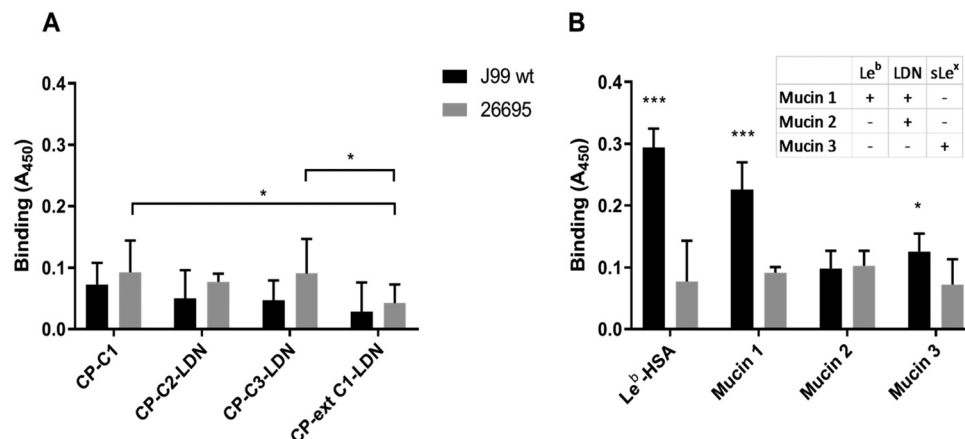 A
Binding (A450)
0.4
0.3
0.2
0.1
0.0
*
*
CP-C1
CP-C2-LDN
CP-C3-LDN
CP-ext C1-LDN
J99 wt
26695
B
Binding (A450)
0.4
0.3
0.2
0.1
0.0
***
***
*
Leb-HSA
Mucin 1
Mucin 2
Mucin 3
Leb LDN sLex
Mucin 1 + + -
Mucin 2 - + -
Mucin 3 - - +